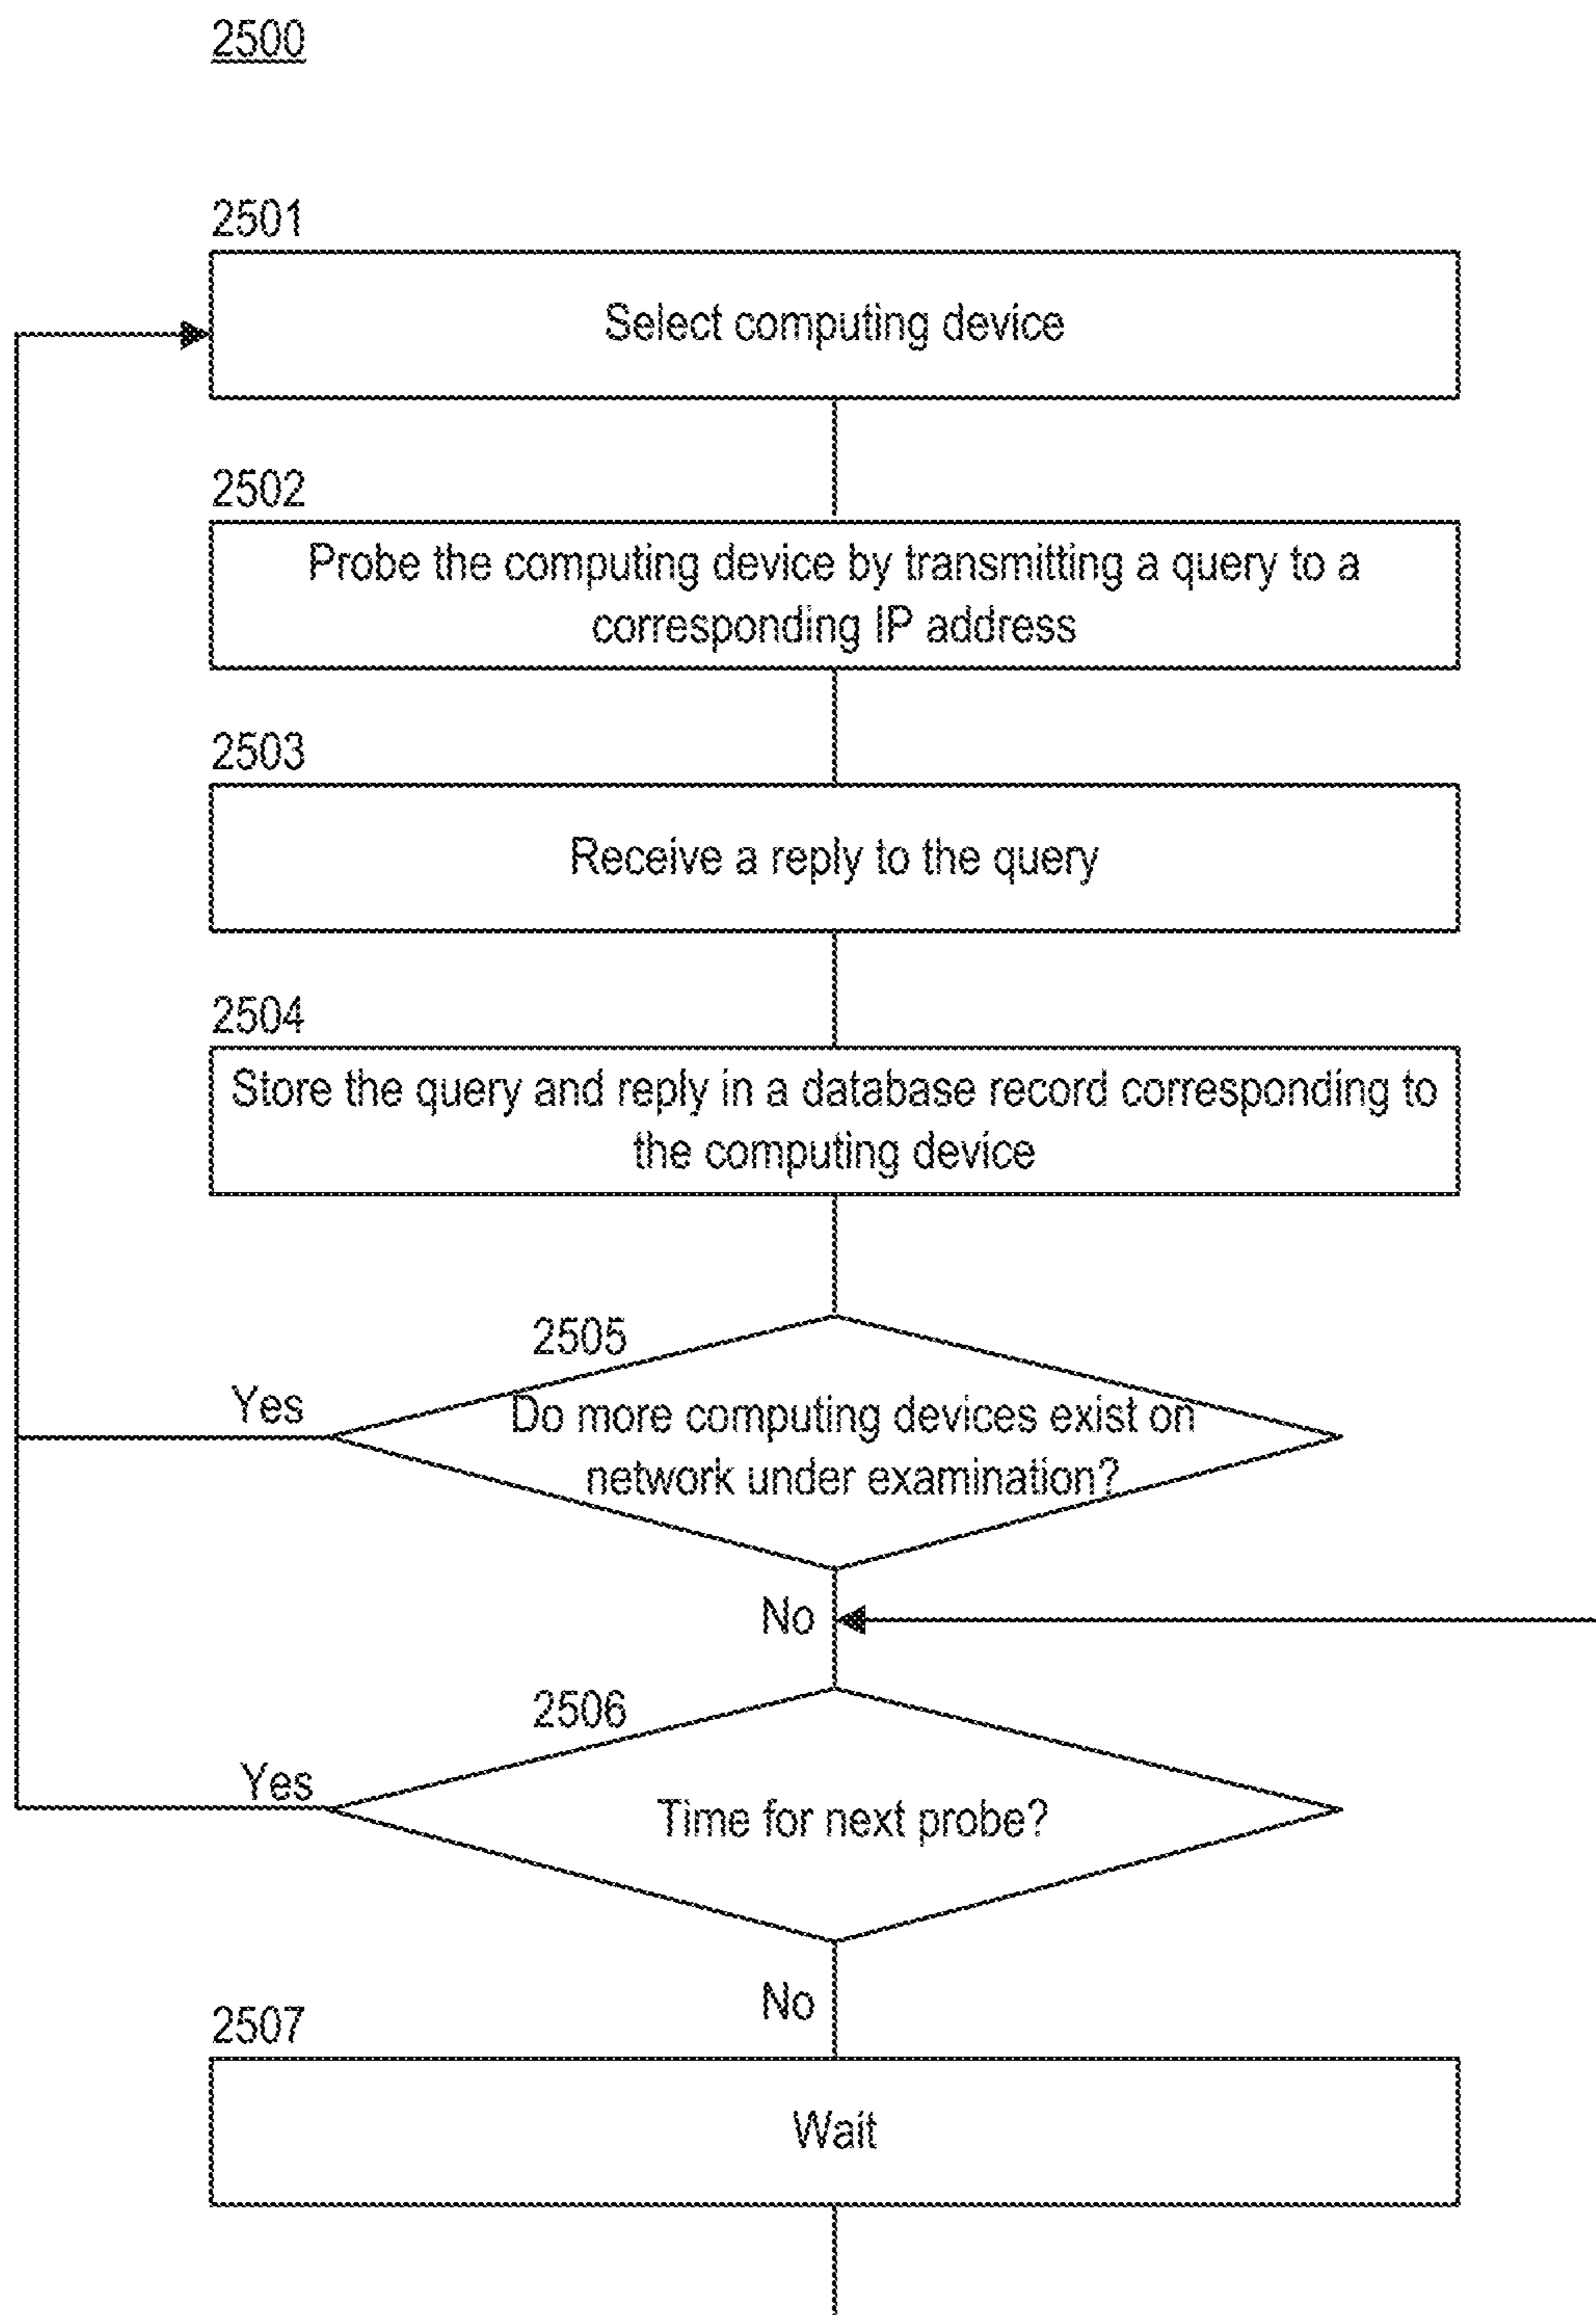 2500
2501
Select computing device
2502
Probe the computing device by transmitting a query to a
corresponding IP address
2503
Receive a reply to the query
2504
Store the query and reply in a database record corresponding to
the computing device
2505
Yes
Do more computing devices exist on
network under examination?
No
2506
Yes
Time for next probe?
No
2507
Wait